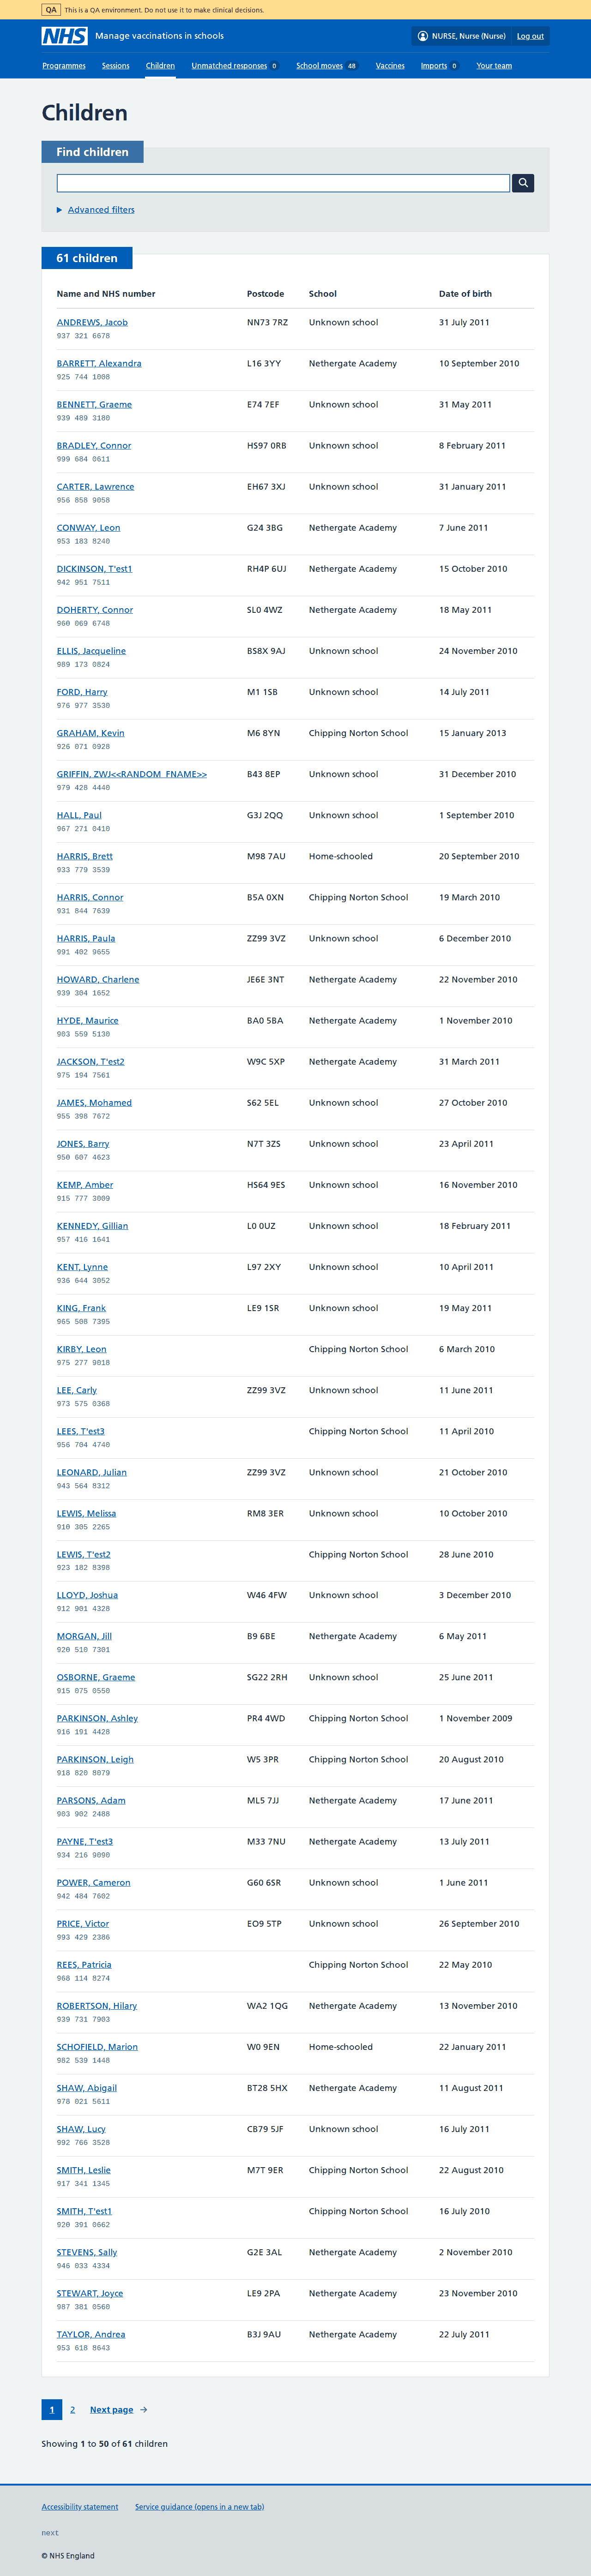 QA This is a QA environment. Do not use it to make clinical decisions.
NHS Manage vaccinations in schools NURSE, Nurse (Nurse) Log out
Programmes Sessions Children Unmatched responses 0 School moves 48 Vaccines Imports 0 Your team
Children
Find children
Advanced filters
61 children
Name and NHS number Postcode School Date of birth
ANDREWS, Jacob NN73 7RZ Unknown school 31 July 2011
937 321 6678
BARRETT, Alexandra L16 3YY Nethergate Academy 10 September 2010
925 744 1008
BENNETT, Graeme E74 7EF Unknown school 31 May 2011
939 489 3180
BRADLEY, Connor HS97 0RB Unknown school 8 February 2011
999 684 0611
CARTER, Lawrence EH67 3XJ Unknown school 31 January 2011
956 858 9058
CONWAY, Leon G24 3BG Nethergate Academy 7 June 2011
953 183 8240
DICKINSON, T'est1 RH4P 6UJ Nethergate Academy 15 October 2010
942 951 7511
DOHERTY, Connor SL0 4WZ Nethergate Academy 18 May 2011
960 069 6748
ELLIS, Jacqueline BS8X 9AJ Unknown school 24 November 2010
989 173 0824
FORD, Harry M1 1SB Unknown school 14 July 2011
976 977 3530
GRAHAM, Kevin M6 8YN Chipping Norton School 15 January 2013
926 071 0928
GRIFFIN, ZWJ<<RANDOM_FNAME>> B43 8EP Unknown school 31 December 2010
979 428 4440
HALL, Paul G3J 2QQ Unknown school 1 September 2010
967 271 0410
HARRIS, Brett M98 7AU Home-schooled 20 September 2010
933 779 3539
HARRIS, Connor B5A 0XN Chipping Norton School 19 March 2010
931 844 7639
HARRIS, Paula ZZ99 3VZ Unknown school 6 December 2010
991 402 9655
HOWARD, Charlene JE6E 3NT Nethergate Academy 22 November 2010
939 304 1652
HYDE, Maurice BA0 5BA Nethergate Academy 1 November 2010
903 559 5130
JACKSON, T'est2 W9C 5XP Nethergate Academy 31 March 2011
975 194 7561
JAMES, Mohamed S62 5EL Unknown school 27 October 2010
955 398 7672
JONES, Barry N7T 3ZS Unknown school 23 April 2011
950 607 4623
KEMP, Amber HS64 9ES Unknown school 16 November 2010
915 777 3009
KENNEDY, Gillian L0 0UZ Unknown school 18 February 2011
957 416 1641
KENT, Lynne L97 2XY Unknown school 10 April 2011
936 644 3052
KING, Frank LE9 1SR Unknown school 19 May 2011
965 508 7395
KIRBY, Leon Chipping Norton School 6 March 2010
975 277 9018
LEE, Carly ZZ99 3VZ Unknown school 11 June 2011
973 575 0368
LEES, T'est3 Chipping Norton School 11 April 2010
956 704 4740
LEONARD, Julian ZZ99 3VZ Unknown school 21 October 2010
943 564 8312
LEWIS, Melissa RM8 3ER Unknown school 10 October 2010
910 305 2265
LEWIS, T'est2 Chipping Norton School 28 June 2010
923 182 8398
LLOYD, Joshua W46 4FW Unknown school 3 December 2010
912 901 4328
MORGAN, Jill B9 6BE Nethergate Academy 6 May 2011
920 510 7301
OSBORNE, Graeme SG22 2RH Unknown school 25 June 2011
915 075 0550
PARKINSON, Ashley PR4 4WD Chipping Norton School 1 November 2009
916 191 4428
PARKINSON, Leigh W5 3PR Chipping Norton School 20 August 2010
918 820 8079
PARSONS, Adam ML5 7JJ Nethergate Academy 17 June 2011
903 902 2488
PAYNE, T'est3 M33 7NU Nethergate Academy 13 July 2011
934 216 9090
POWER, Cameron G60 6SR Unknown school 1 June 2011
942 484 7602
PRICE, Victor EO9 5TP Unknown school 26 September 2010
993 429 2386
REES, Patricia Chipping Norton School 22 May 2010
968 114 8274
ROBERTSON, Hilary WA2 1QG Nethergate Academy 13 November 2010
939 731 7903
SCHOFIELD, Marion W0 9EN Home-schooled 22 January 2011
982 539 1448
SHAW, Abigail BT28 5HX Nethergate Academy 11 August 2011
978 021 5611
SHAW, Lucy CB79 5JF Unknown school 16 July 2011
992 766 3528
SMITH, Leslie M7T 9ER Chipping Norton School 22 August 2010
917 341 1345
SMITH, T'est1 Chipping Norton School 16 July 2010
920 391 0662
STEVENS, Sally G2E 3AL Nethergate Academy 2 November 2010
946 033 4334
STEWART, Joyce LE9 2PA Nethergate Academy 23 November 2010
987 381 0560
TAYLOR, Andrea B3J 9AU Nethergate Academy 22 July 2011
953 618 8643
1 2 Next page →
Showing 1 to 50 of 61 children
Accessibility statement Service guidance (opens in a new tab)
next
© NHS England